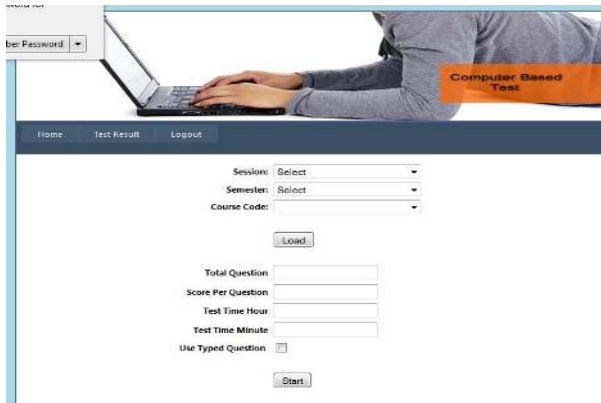 ber Password
Computer Based
Test
Home Test Result Logout
Session: Select
Semester: Select
Course Code:
Load
Total Question
Score Per Question
Test Time Hour
Test Time Minute
Use Typed Question
Start